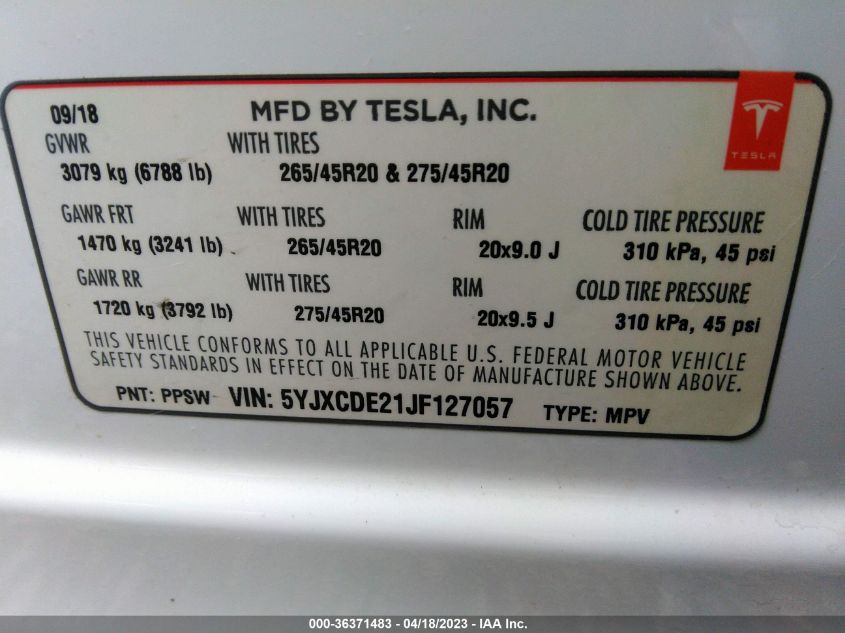 09/18 MFD BY TESLA, INC.
TESLA
GVWR WITH TIRES
3079 kg (6788 lb) 265/45R20 & 275/45R20
GAWR FRT WITH TIRES RIM COLD TIRE PRESSURE
1470 kg (3241 lb) 265/45R20 20x9.0 J 310 kPa, 45 psi
GAWR RR WITH TIRES RIM COLD TIRE PRESSURE
1720 kg (3792 lb) 275/45R20 20x9.5 J 310 kPa, 45 psi
THIS VEHICLE CONFORMS TO ALL APPLICABLE U.S. FEDERAL MOTOR VEHICLE
SAFETY STANDARDS IN EFFECT ON THE DATE OF MANUFACTURE SHOWN ABOVE.
PNT: PPSW VIN: 5YJXCDE21JF127057 TYPE: MPV
000-36371483 - 04/18/2023 - IAA Inc.